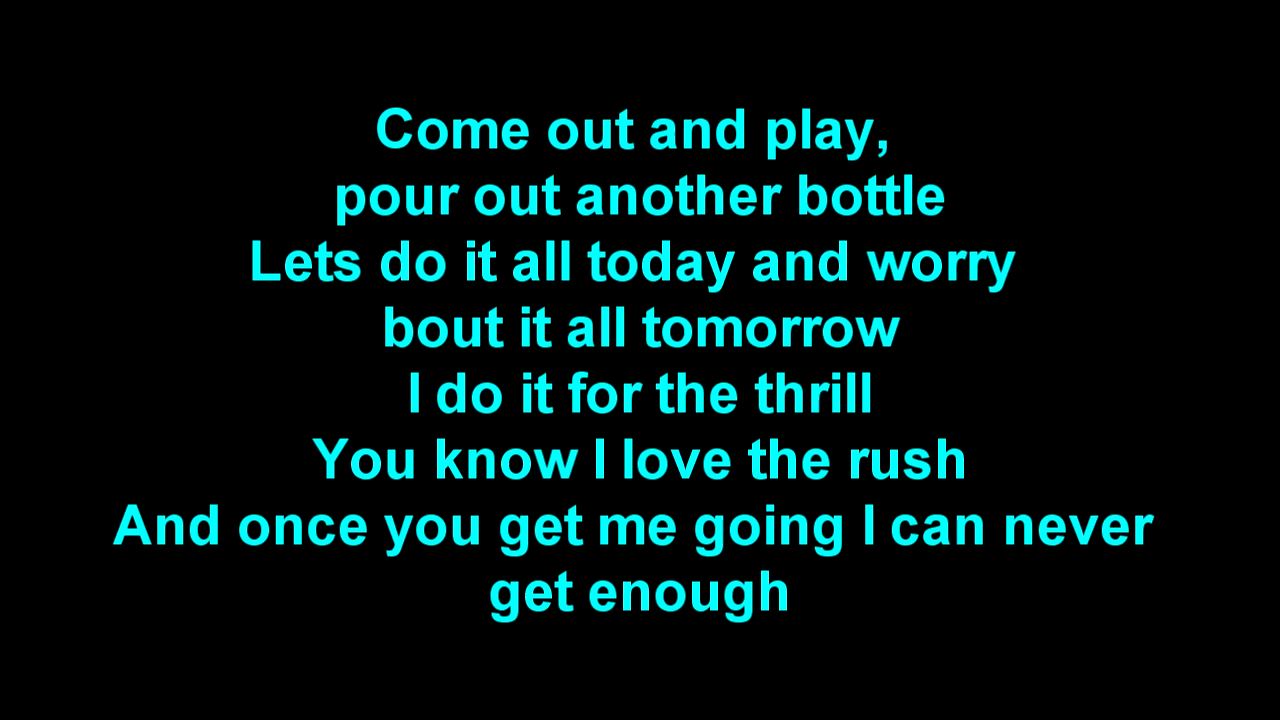 Come out and play,
pour out another bottle
Lets do it all today and worry
bout it all tomorrow
I do it for the thrill
You know I love the rush
And once you get me going I can never
get enough